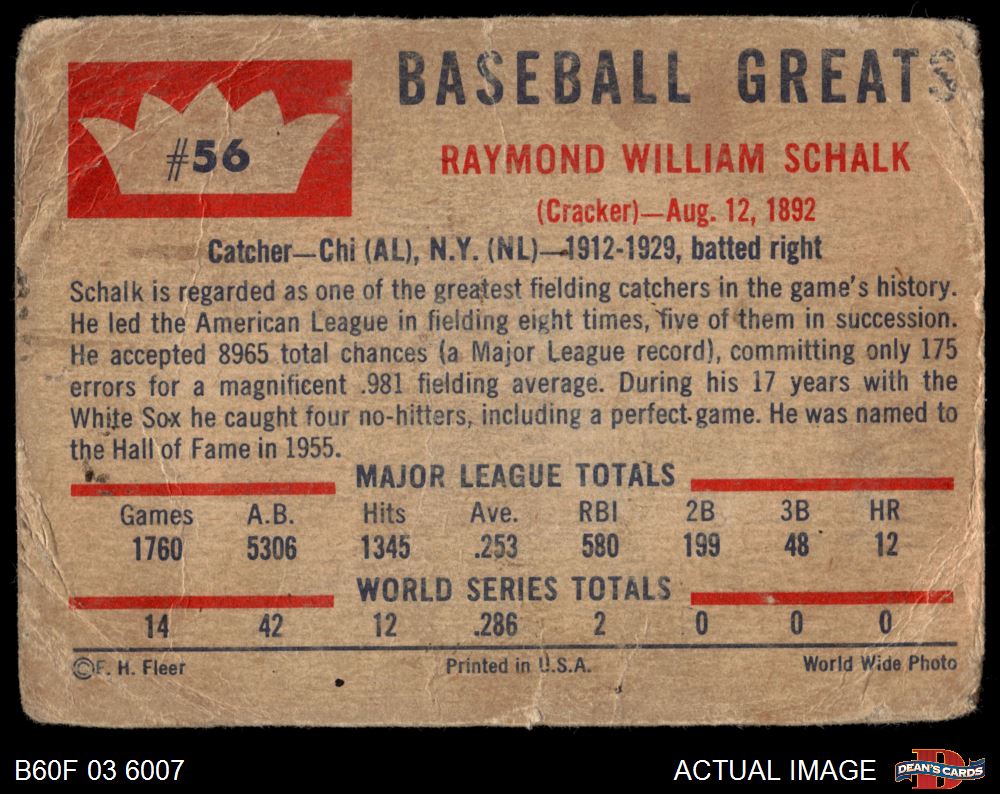 #56
BASEBALL GREATS
RAYMOND WILLIAM SCHALK
(Cracker)—Aug. 12, 1892
Catcher—Chi (AL), N.Y. (NL)—1912-1929, batted right
Schalk is regarded as one of the greatest fielding catchers in the game's history.
He led the American League in fielding eight times, five of them in succession.
He accepted 8965 total chances (a Major League record), committing only 175
errors for a magnificent .981 fielding average. During his 17 years with the
White Sox he caught four no-hitters, including a perfect game. He was named to
the Hall of Fame in 1955.
MAJOR LEAGUE TOTALS
Games A.B. Hits Ave. RBI 2B 3B HR
1760 5306 1345 .253 580 199 48 12
WORLD SERIES TOTALS
14 42 12 .286 2 0 0 0
©F. H. Fleer Printed in U.S.A. World Wide Photo
B60F 03 6007 ACTUAL IMAGE DEAN'S CARDS